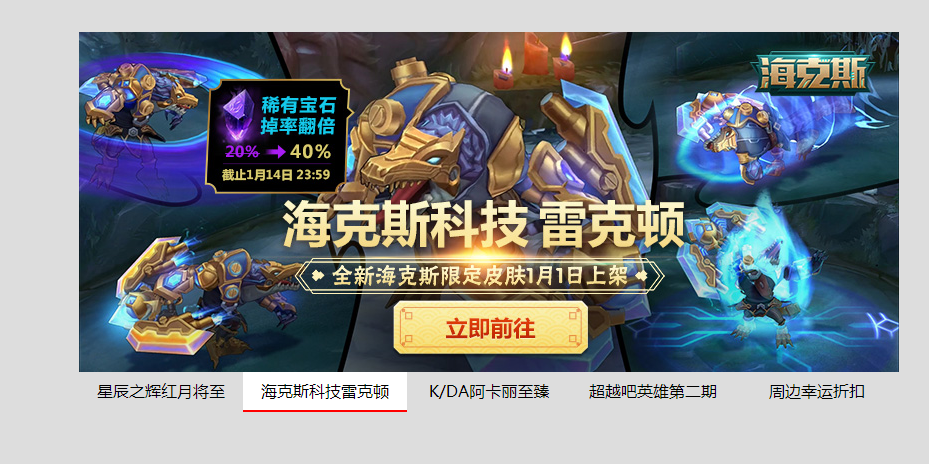 海克斯
稀有宝石
掉率翻倍
20% 40%
截止1月14日 23:59
海克斯科技 雷克顿
全新海克斯限定皮肤1月1日上架
立即前往
星辰之辉红月将至 海克斯科技雷克顿 K/DA阿卡丽至臻 超越吧英雄第二期 周边幸运折扣